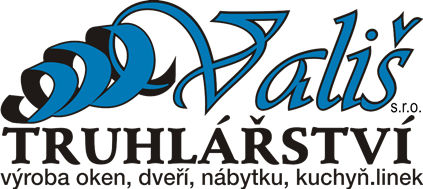 Vališ
s.r.o.
TRUHLÁŘSTVÍ
výroba oken, dveří, nábytku, kuchyň.linek